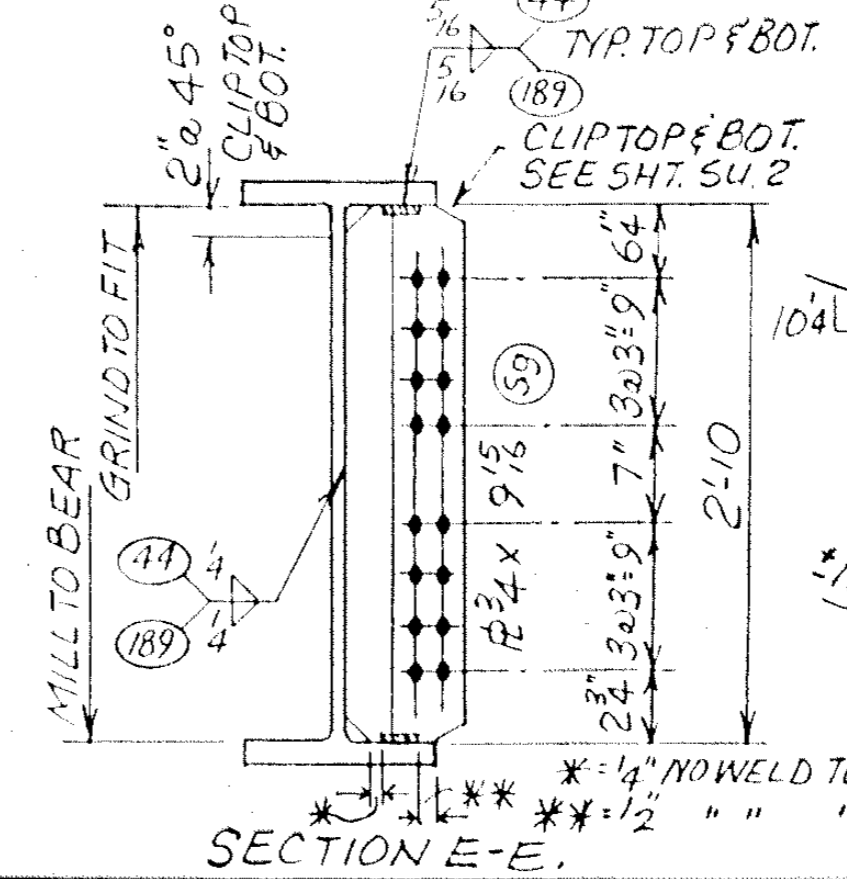 5/16
44
TYP. TOP & BOT.
5/16
189
2" @ 45°
CLIP TOP
& BOT.
CLIP TOP & BOT.
SEE SHT. SU. 2
GRIND TO FIT
MILL TO BEAR
6 1/4"
3@3"=9"
7"
3@3"=9"
2 3/4"
2'-10
10 1/4
S9
PL 3/4 x 9 15/16
44
1/4
189
1/4
* = 1/4" NO WELD
** = 1/2" " "
*
**
SECTION E-E.